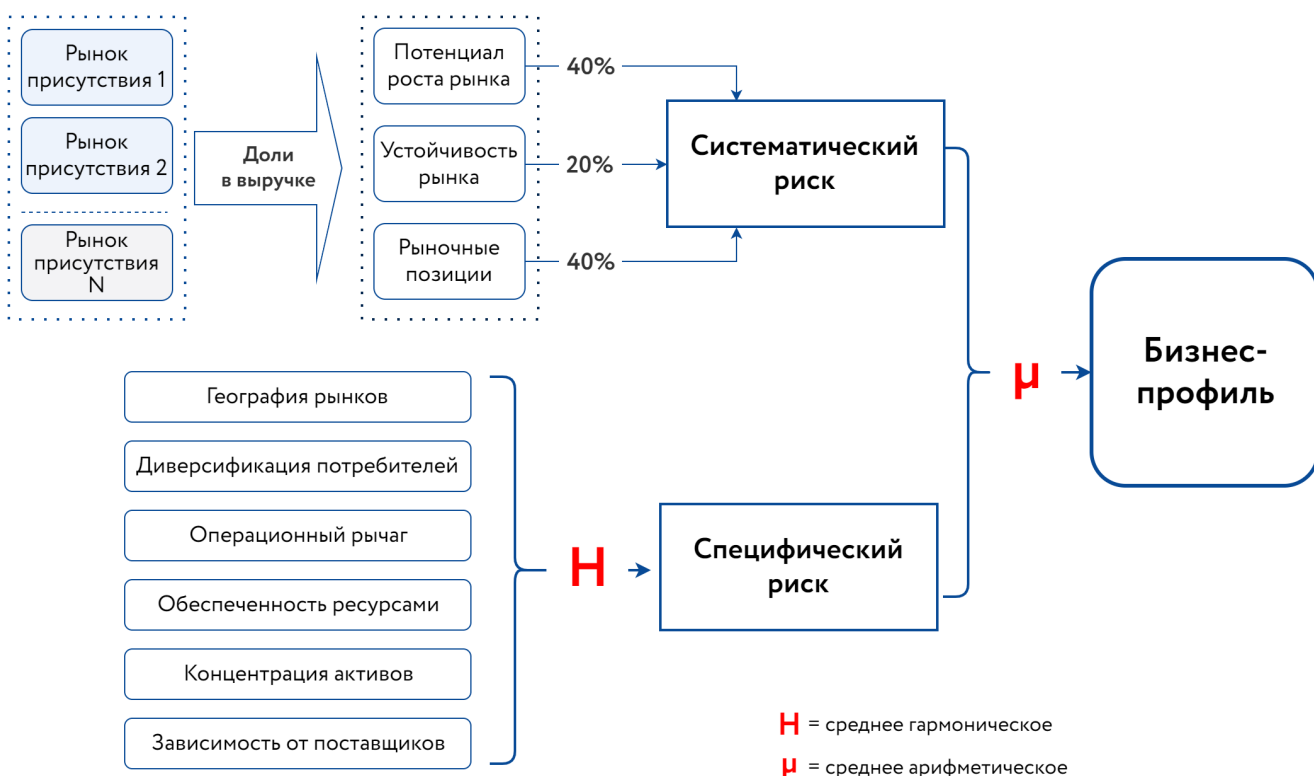 Рынок
присутствия 1
Рынок
присутствия 2
Рынок
присутствия
N
Доли
в выручке
Потенциал
роста рынка
Устойчивость
рынка
Рыночные
позиции
40%
20%
40%
Систематический
риск
География рынков
Диверсификация потребителей
Операционный рычаг
Обеспеченность ресурсами
Концентрация активов
Зависимость от поставщиков
H
Специфический
риск
μ
Бизнес-
профиль
H = среднее гармоническое
μ = среднее арифметическое